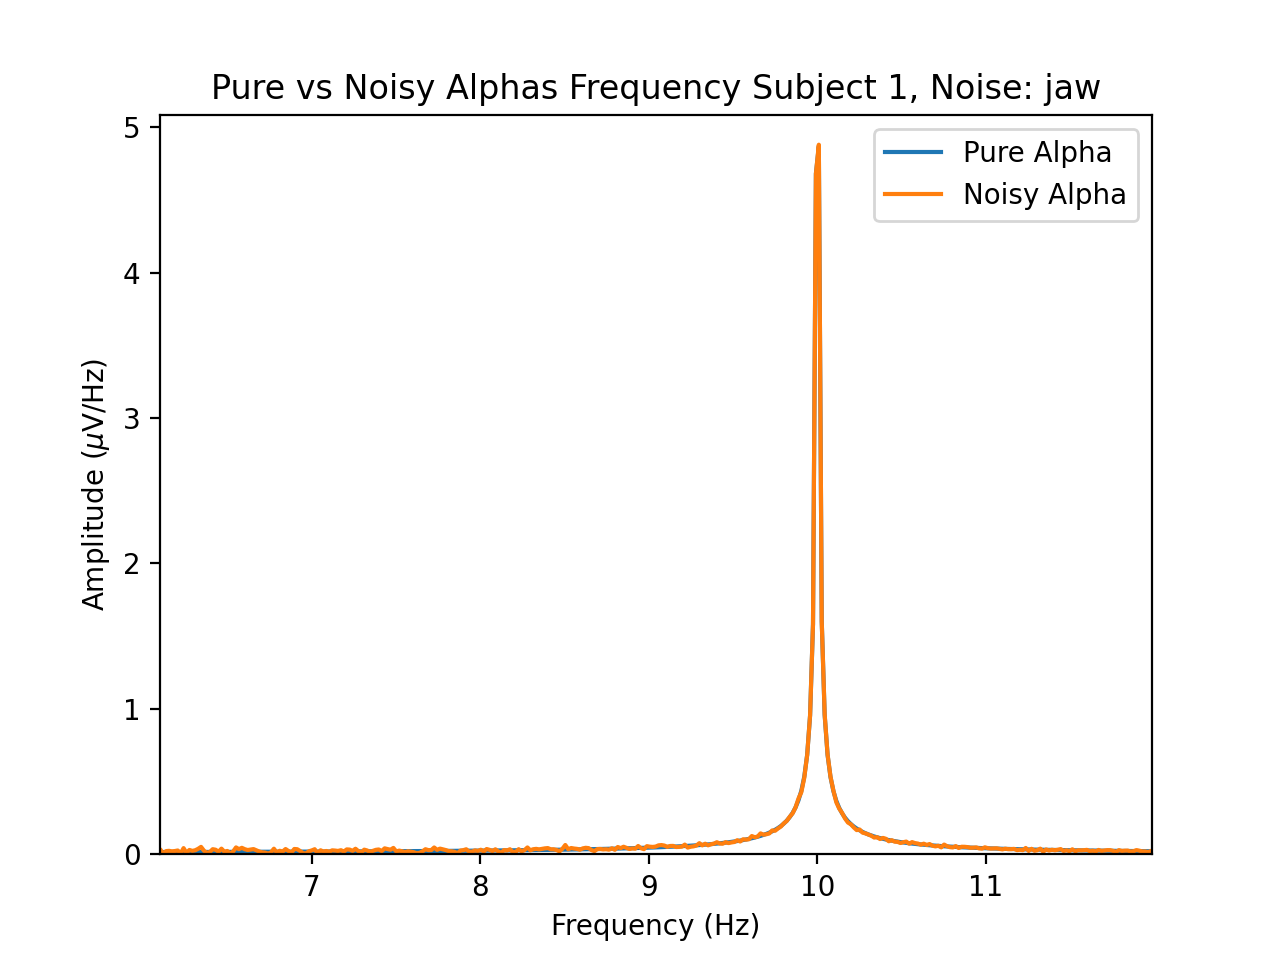 Pure vs Noisy Alphas Frequency Subject 1, Noise: jaw
Pure Alpha
Noisy Alpha
5
4
3
2
1
0
Amplitude (μV/Hz)
7 8 9 10 11
Frequency (Hz)